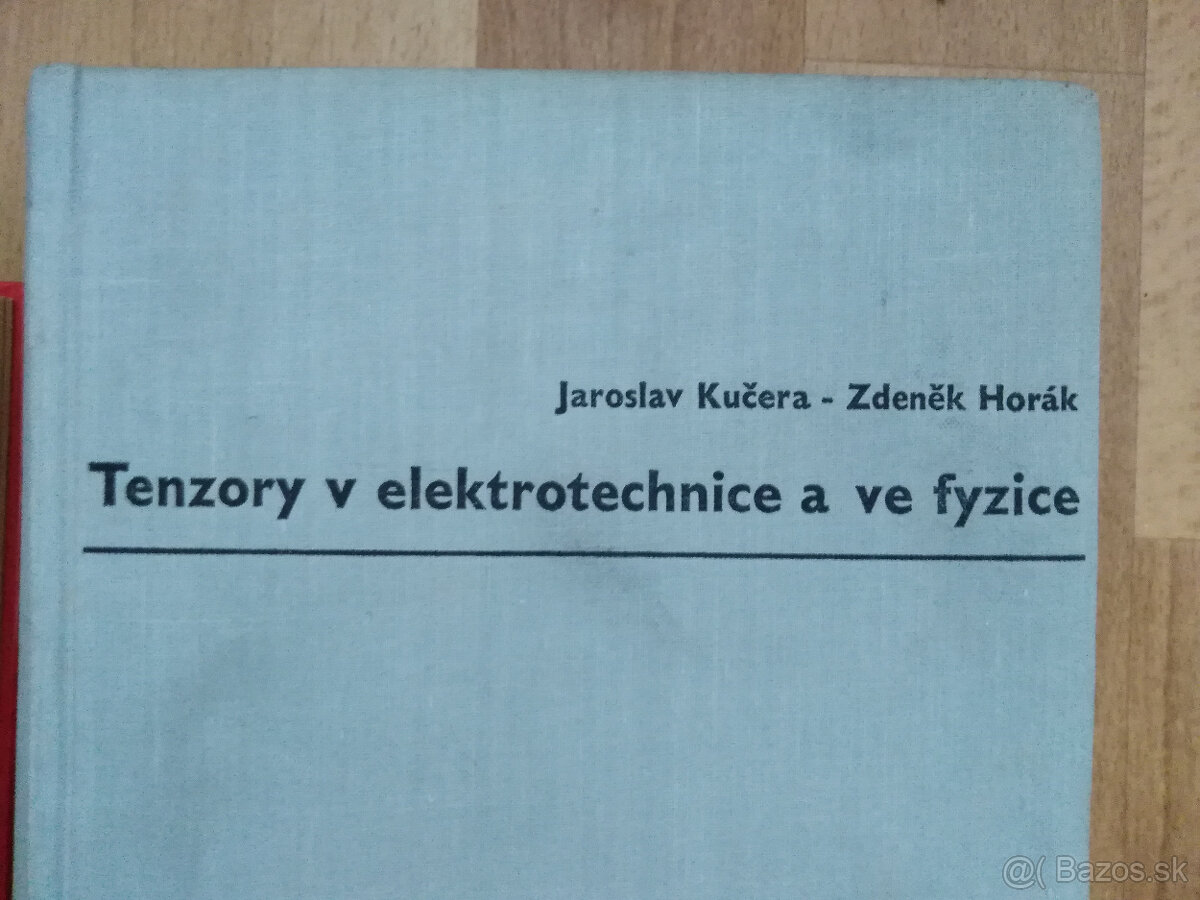 Jaroslav Kučera - Zdeněk Horák
Tenzory v elektrotechnice a ve fyzice
@( Bazos.sk